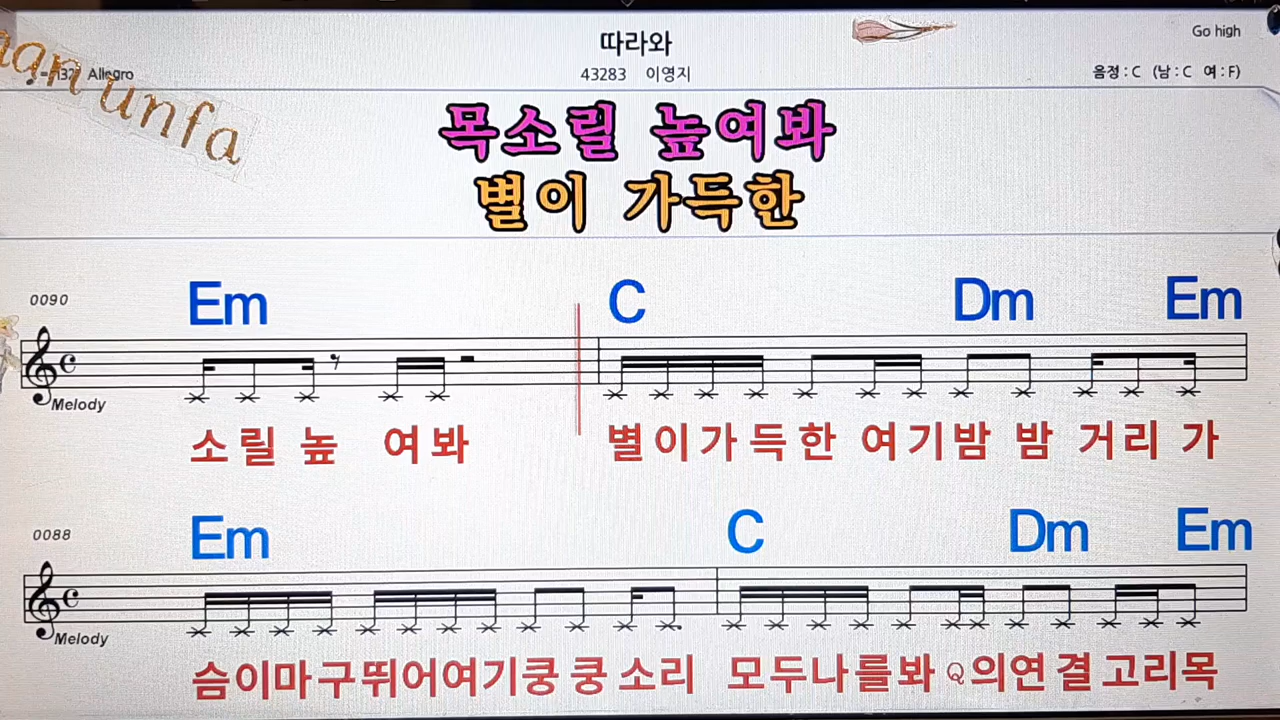 따라와
Go high
♩=132 Allegro
43283 이영지
음정 : C (남 : C 여 : F)
unfa
목소릴 높여봐
별이 가득한
0090 Em C Dm Em
Melody
소릴 높 여봐 별이가 득한 여기밤 밤 거리 가
0088 Em C Dm Em
Melody
슴이마구뛰어여기쿵 쿵 소리 모두나를봐 Q의연 결 고리목